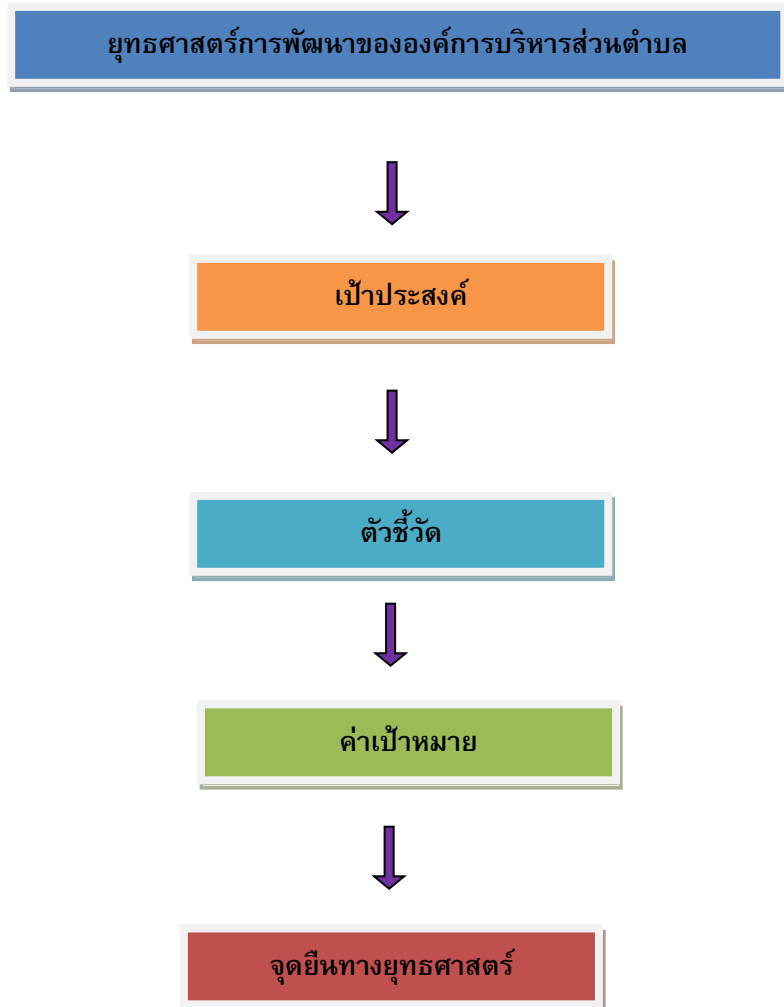 ยุทธศาสตร์การพัฒนาขององค์การบริหารส่วนตำบล
เป้าประสงค์
ตัวชี้วัด
ค่าเป้าหมาย
จุดยืนทางยุทธศาสตร์